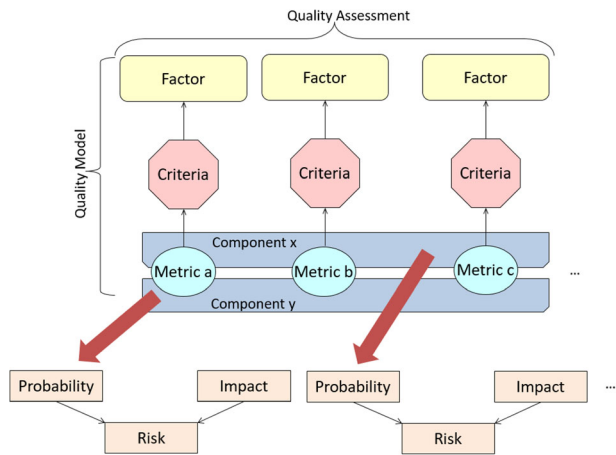 Quality Assessment
Factor
Factor
Factor
Quality Model
Criteria
Criteria
Criteria
Component x
Metric a
Metric b
Metric c
...
Component y
Probability
Impact
Probability
Impact
...
Risk
Risk